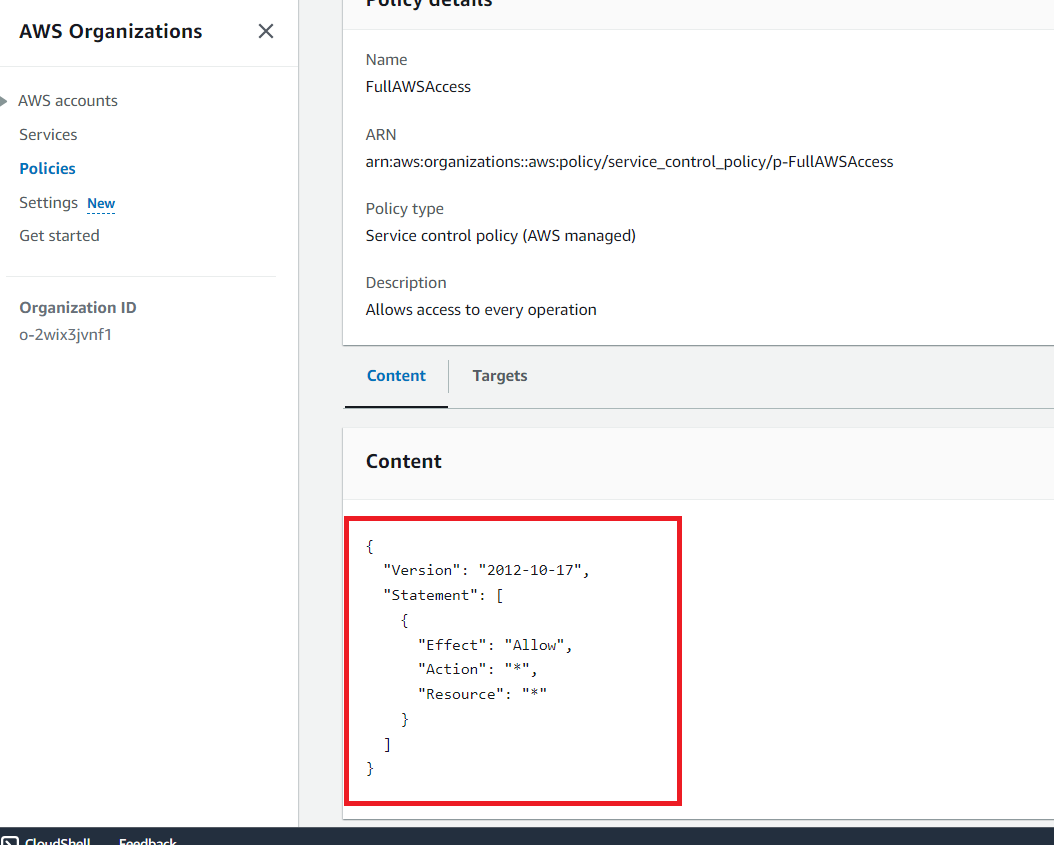 AWS Organizations
AWS accounts
Services
Policies
Settings New
Get started
Organization ID
o-2wix3jvnf1
Policy details
Name
FullAWSAccess
ARN
arn:aws:organizations::aws:policy/service_control_policy/p-FullAWSAccess
Policy type
Service control policy (AWS managed)
Description
Allows access to every operation
Content Targets
Content
{
  "Version": "2012-10-17",
  "Statement": [
    {
      "Effect": "Allow",
      "Action": "*",
      "Resource": "*"
    }
  ]
}
CloudShell Feedback